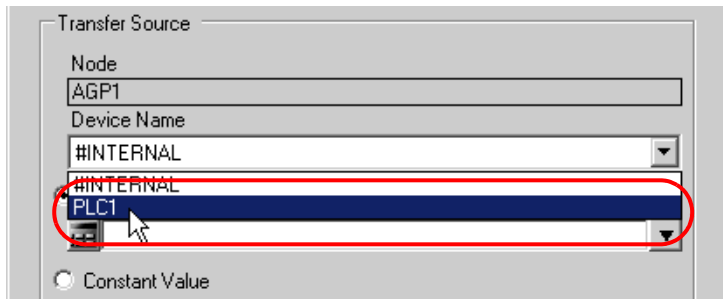 Transfer Source
Node
AGP1
Device Name
#INTERNAL
#INTERNAL
PLC1
Constant Value